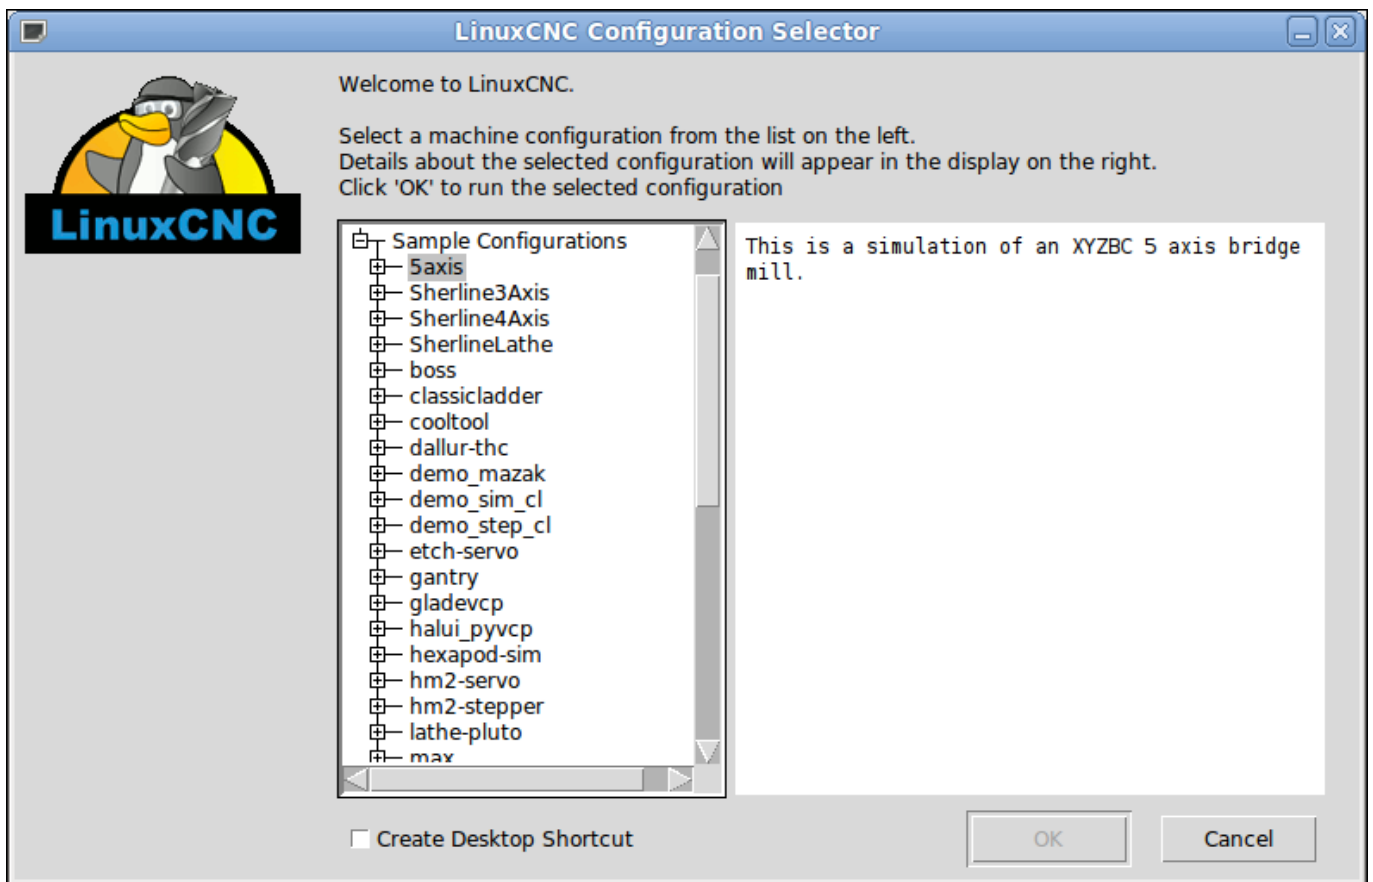 LinuxCNC Configuration Selector
Welcome to LinuxCNC.
Select a machine configuration from the list on the left.
Details about the selected configuration will appear in the display on the right.
Click 'OK' to run the selected configuration
LinuxCNC
Sample Configurations
5axis
Sherline3Axis
Sherline4Axis
SherlineLathe
boss
classicladder
cooltool
dallur-thc
demo_mazak
demo_sim_cl
demo_step_cl
etch-servo
gantry
gladevcp
halui_pyvcp
hexapod-sim
hm2-servo
hm2-stepper
lathe-pluto
max
This is a simulation of an XYZBC 5 axis bridge
mill.
Create Desktop Shortcut
OK
Cancel